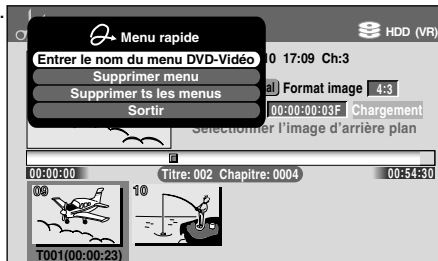 Menu rapide
HDD (VR)
Entrer le nom du menu DVD-Vidéo
0 17:09 Ch:3
Supprimer menu
Supprimer ts les menus
al Format image 4:3
Sortir
00:00:00:03F Chargement
Sélectionner l'image d'arrière plan
00:00:00
Titre: 002 Chapitre: 0004)
00:54:30
09
10
T001(00:00:23)